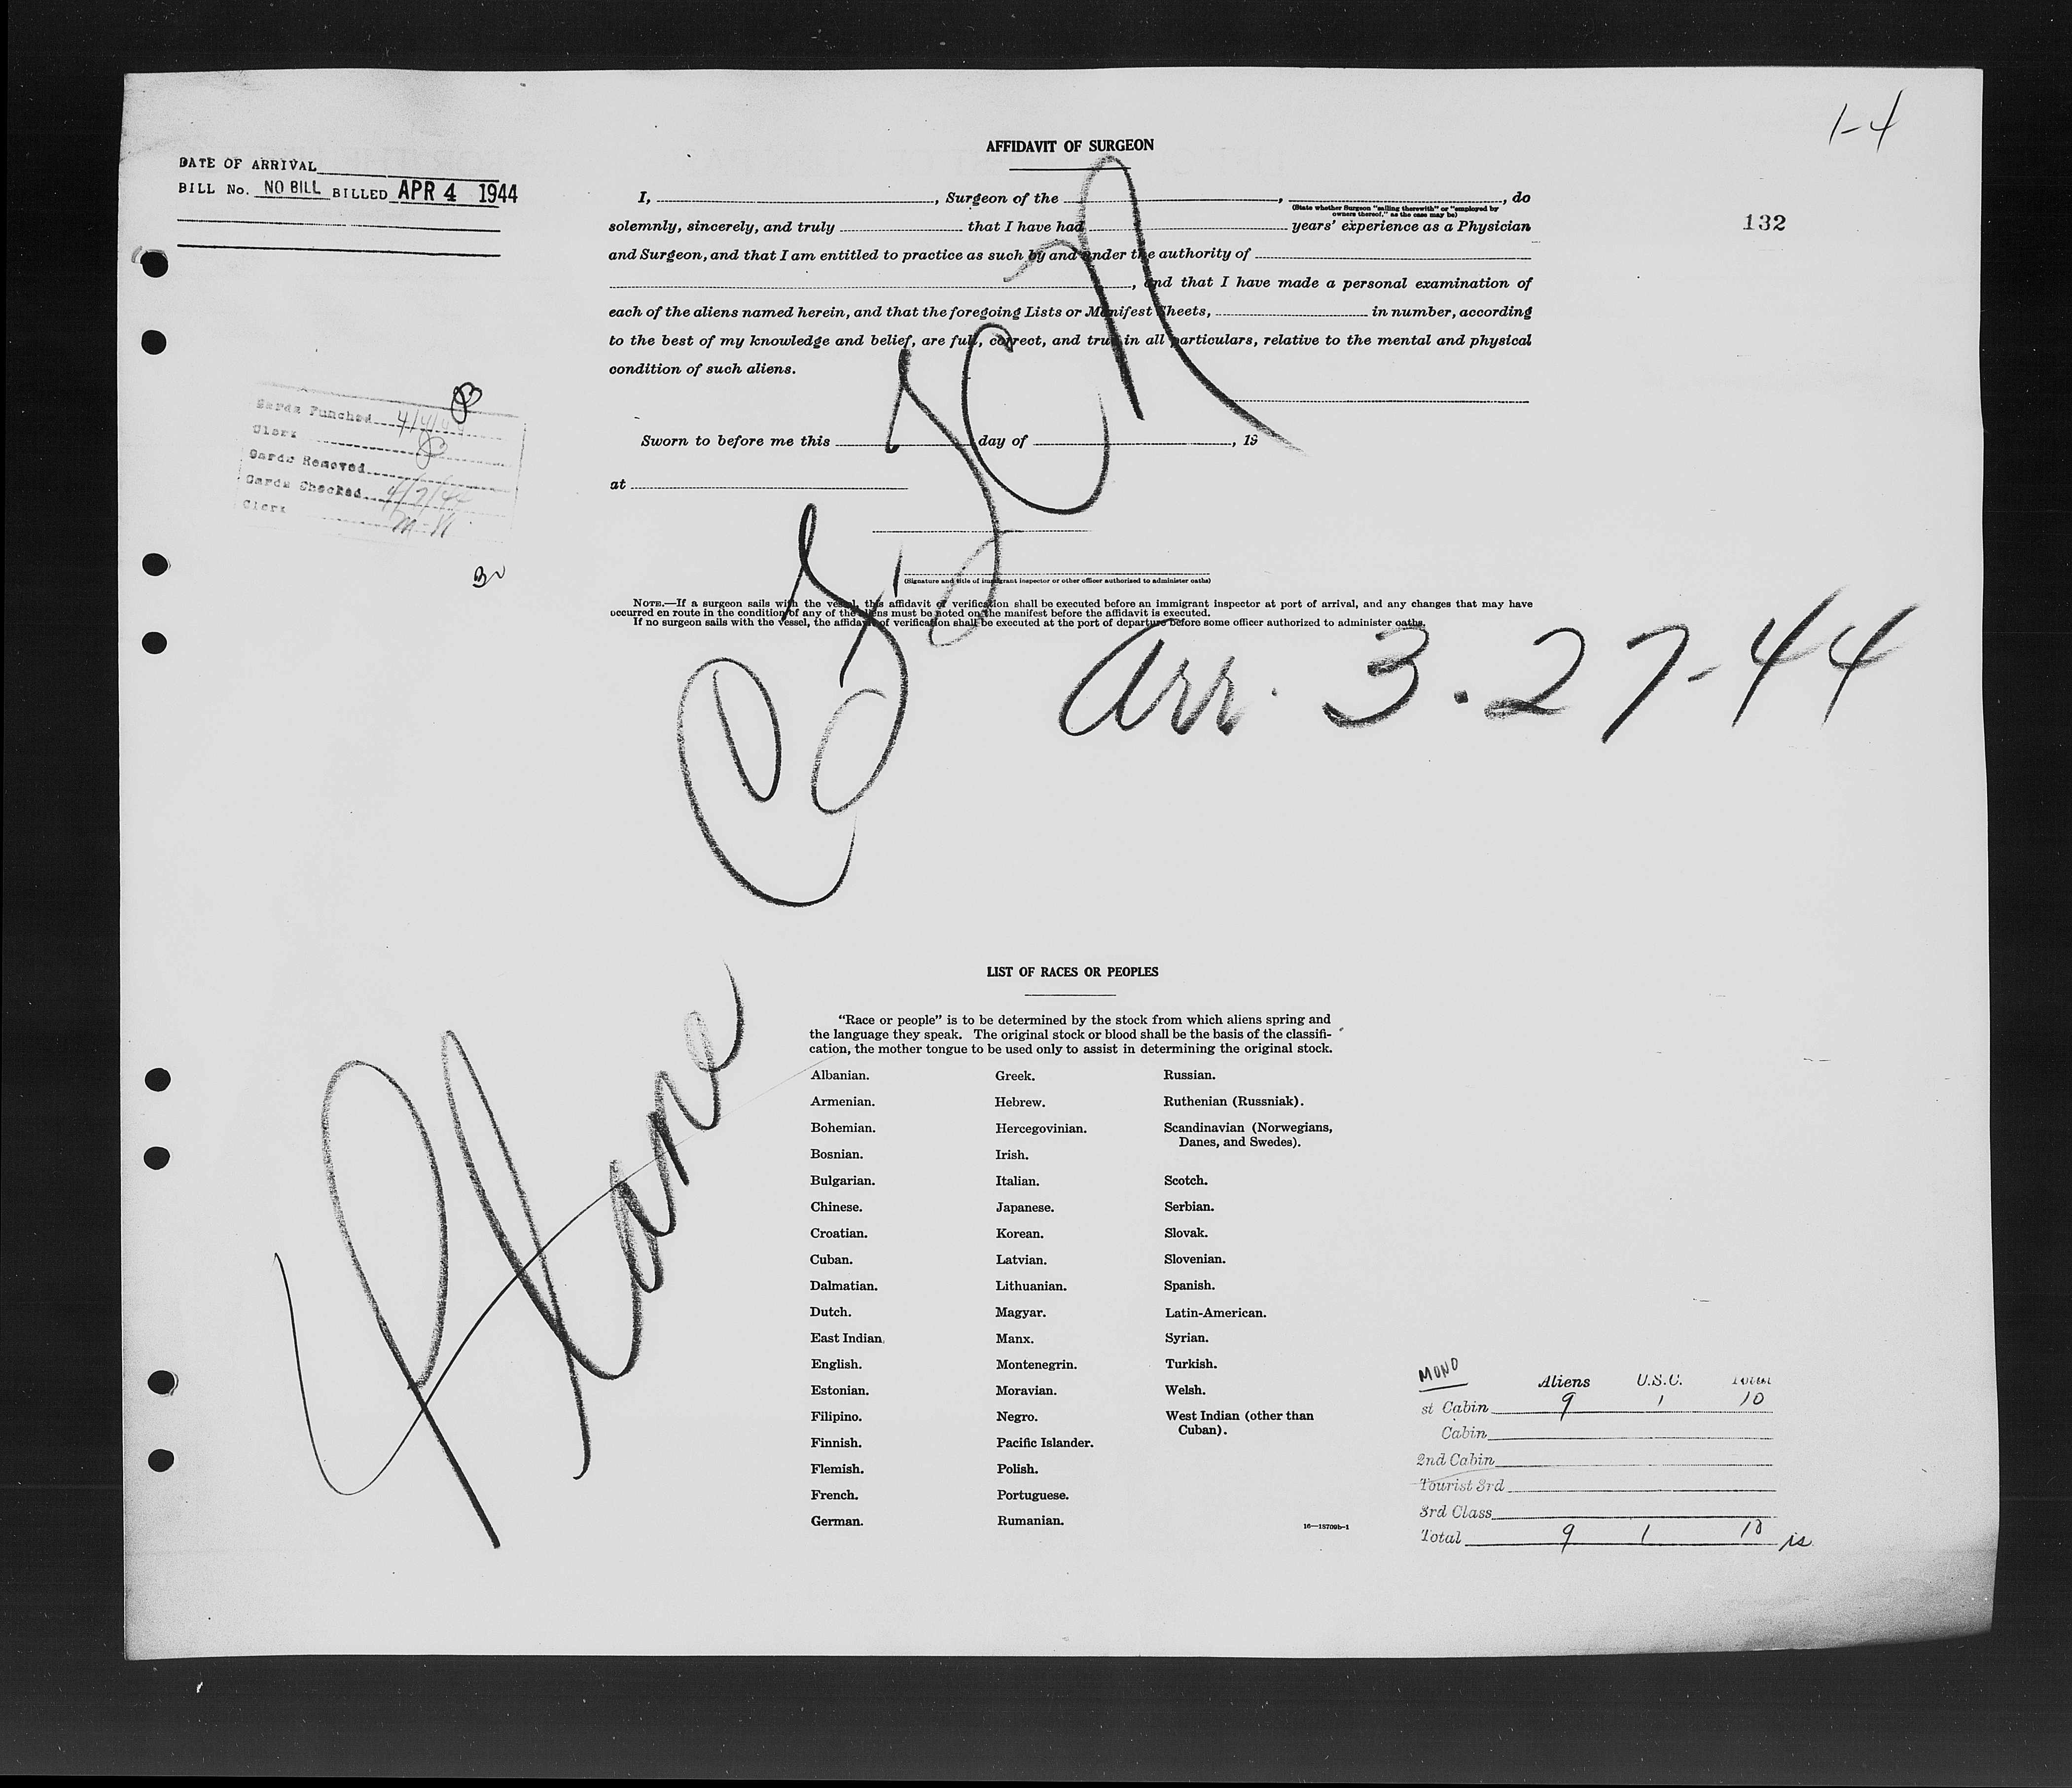 1-4
132
DATE OF ARRIVAL
BILL No. NO BILL BILLED APR 4 1944
AFFIDAVIT OF SURGEON
I, , Surgeon of the , , do
(State whether Surgeon "sailing therewith" or "employed by
owners thereof," as the case may be)
solemnly, sincerely, and truly that I have had years' experience as a Physician
and Surgeon, and that I am entitled to practice as such by and under the authority of
, and that I have made a personal examination of
each of the aliens named herein, and that the foregoing Lists or Manifest Sheets, in number, according
to the best of my knowledge and belief, are full, correct, and true in all particulars, relative to the mental and physical
condition of such aliens.
Sworn to before me this day of , 19
at
(Signature and title of immigrant inspector or other officer authorized to administer oaths)
NOTE.—If a surgeon sails with the vessel, this affidavit of verification shall be executed before an immigrant inspector at port of arrival, and any changes that may have
occurred en route in the condition of any of the aliens must be noted on the manifest before the affidavit is executed.
If no surgeon sails with the vessel, the affidavit of verification shall be executed at the port of departure before some officer authorized to administer oaths.
Cards Punched 4/4/44
Clerk
Cards Removed
Cards Checked 4/7/44
Clerk
Arr. 3.27-44
Plane
LIST OF RACES OR PEOPLES
"Race or people" is to be determined by the stock from which aliens spring and
the language they speak. The original stock or blood shall be the basis of the classifi-
cation, the mother tongue to be used only to assist in determining the original stock.
Albanian. Greek. Russian.
Armenian. Hebrew. Ruthenian (Russniak).
Bohemian. Hercegovinian. Scandinavian (Norwegians,
Danes, and Swedes).
Bosnian. Irish.
Bulgarian. Italian. Scotch.
Chinese. Japanese. Serbian.
Croatian. Korean. Slovak.
Cuban. Latvian. Slovenian.
Dalmatian. Lithuanian. Spanish.
Dutch. Magyar. Latin-American.
East Indian. Manx. Syrian.
English. Montenegrin. Turkish.
Estonian. Moravian. Welsh.
Filipino. Negro. West Indian (other than
Cuban).
Finnish. Pacific Islander.
Flemish. Polish.
French. Portuguese.
German. Rumanian.
16—15709b-1
MONO
Aliens U.S.C. Total
st Cabin 9 1 10
Cabin
2nd Cabin
Tourist 3rd
3rd Class
Total 9 1 10 is